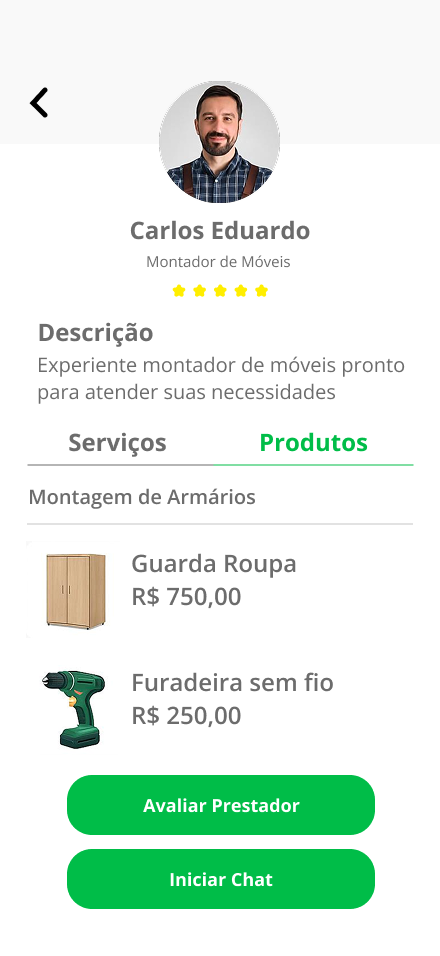 Carlos Eduardo
Montador de Móveis
Descrição
Experiente montador de móveis pronto
para atender suas necessidades
Serviços
Produtos
Montagem de Armários
Guarda Roupa
R$ 750,00
Furadeira sem fio
R$ 250,00
Avaliar Prestador
Iniciar Chat